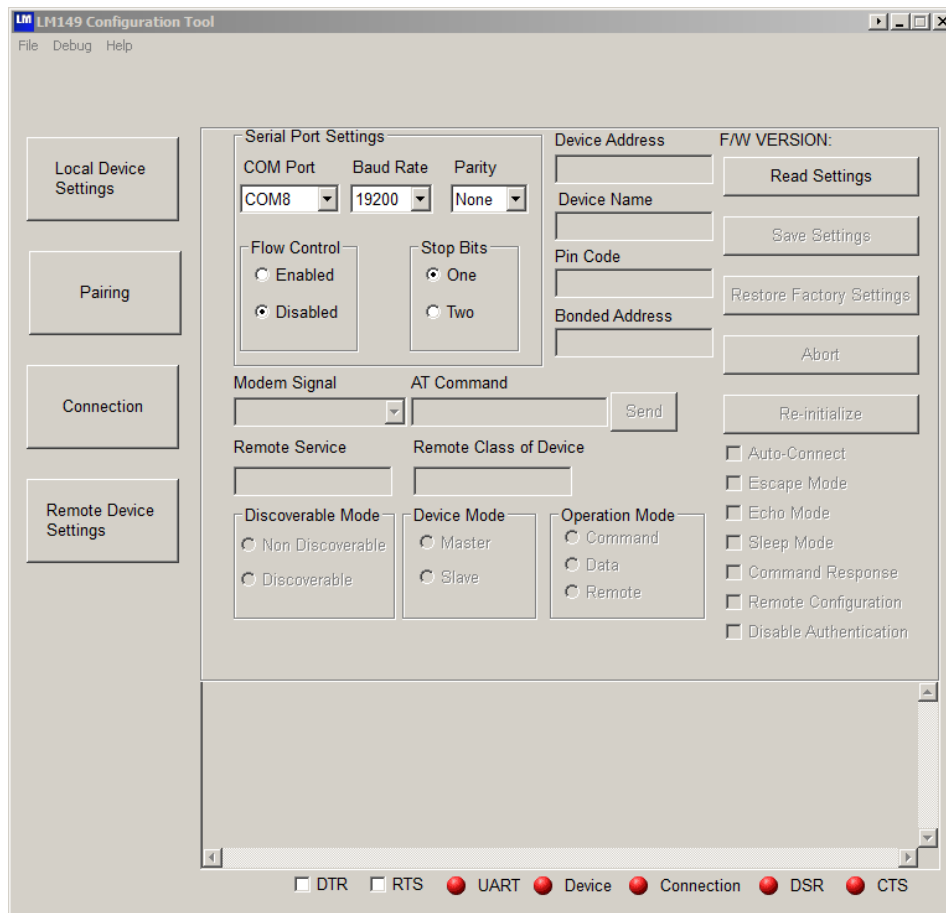 LM LM149 Configuration Tool
File Debug Help
Local Device
Settings
Pairing
Connection
Remote Device
Settings
Serial Port Settings
COM Port Baud Rate Parity
COM8 19200 None
Flow Control
Enabled
Disabled
Stop Bits
One
Two
Device Address
Device Name
Pin Code
Bonded Address
F/W VERSION:
Read Settings
Save Settings
Restore Factory Settings
Abort
Re-initialize
Modem Signal AT Command
Send
Remote Service Remote Class of Device
Discoverable Mode
Non Discoverable
Discoverable
Device Mode
Master
Slave
Operation Mode
Command
Data
Remote
Auto-Connect
Escape Mode
Echo Mode
Sleep Mode
Command Response
Remote Configuration
Disable Authentication
DTR RTS UART Device Connection DSR CTS